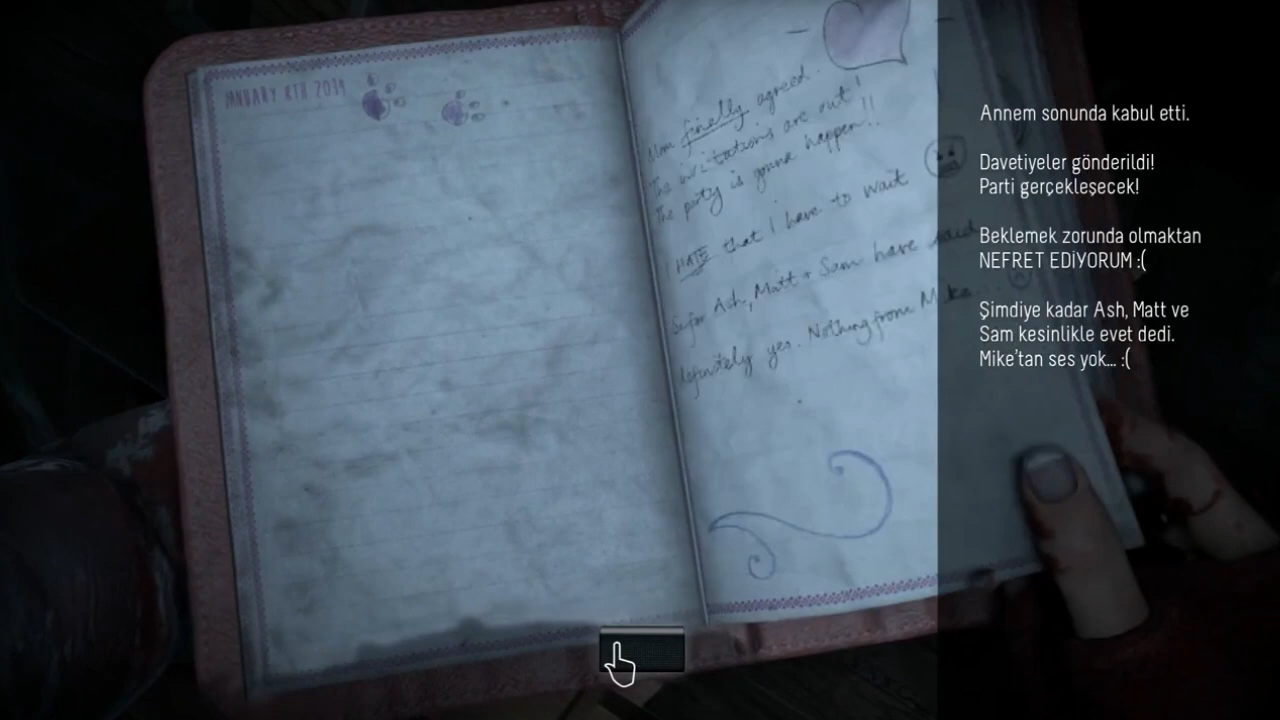 JANUARY 8TH 2014
Mom finally agreed.
The invitations are out!
The party is gonna happen!!
I HATE that I have to wait
So far Ash, Matt + Sam have said
definitely yes. Nothing from Mike
Annem sonunda kabul etti.
Davetiyeler gönderildi!
Parti gerçekleşecek!
Beklemek zorunda olmaktan
NEFRET EDİYORUM :(
Şimdiye kadar Ash, Matt ve
Sam kesinlikle evet dedi.
Mike'tan ses yok... :(